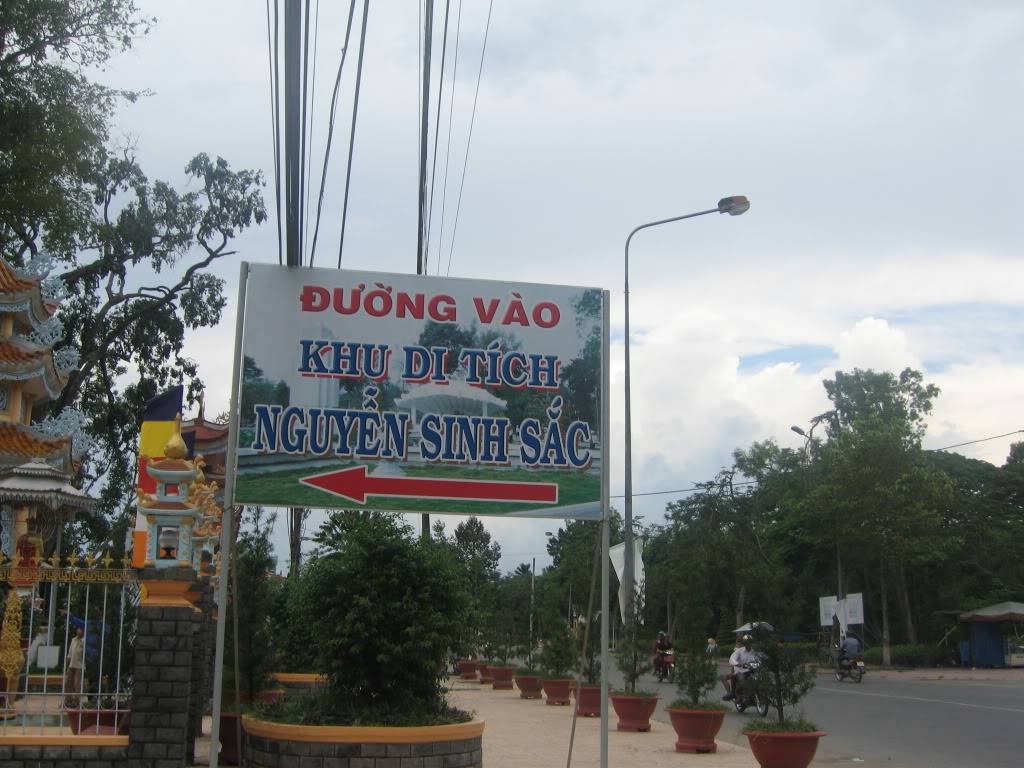 ĐƯỜNG VÀO
KHU DI TÍCH
NGUYỄN SINH SẮC